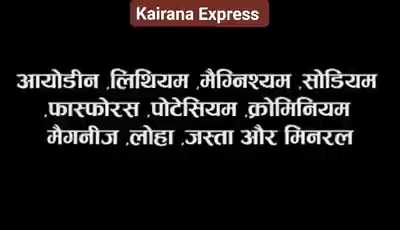 Kairana Express
आयोडीन ,लिथियम ,मैग्निश्यम ,सोडियम
,फास्फोरस ,पोटेसियम ,क्रोमिनियम
मैगनीज ,लोहा ,जस्ता और मिनरल